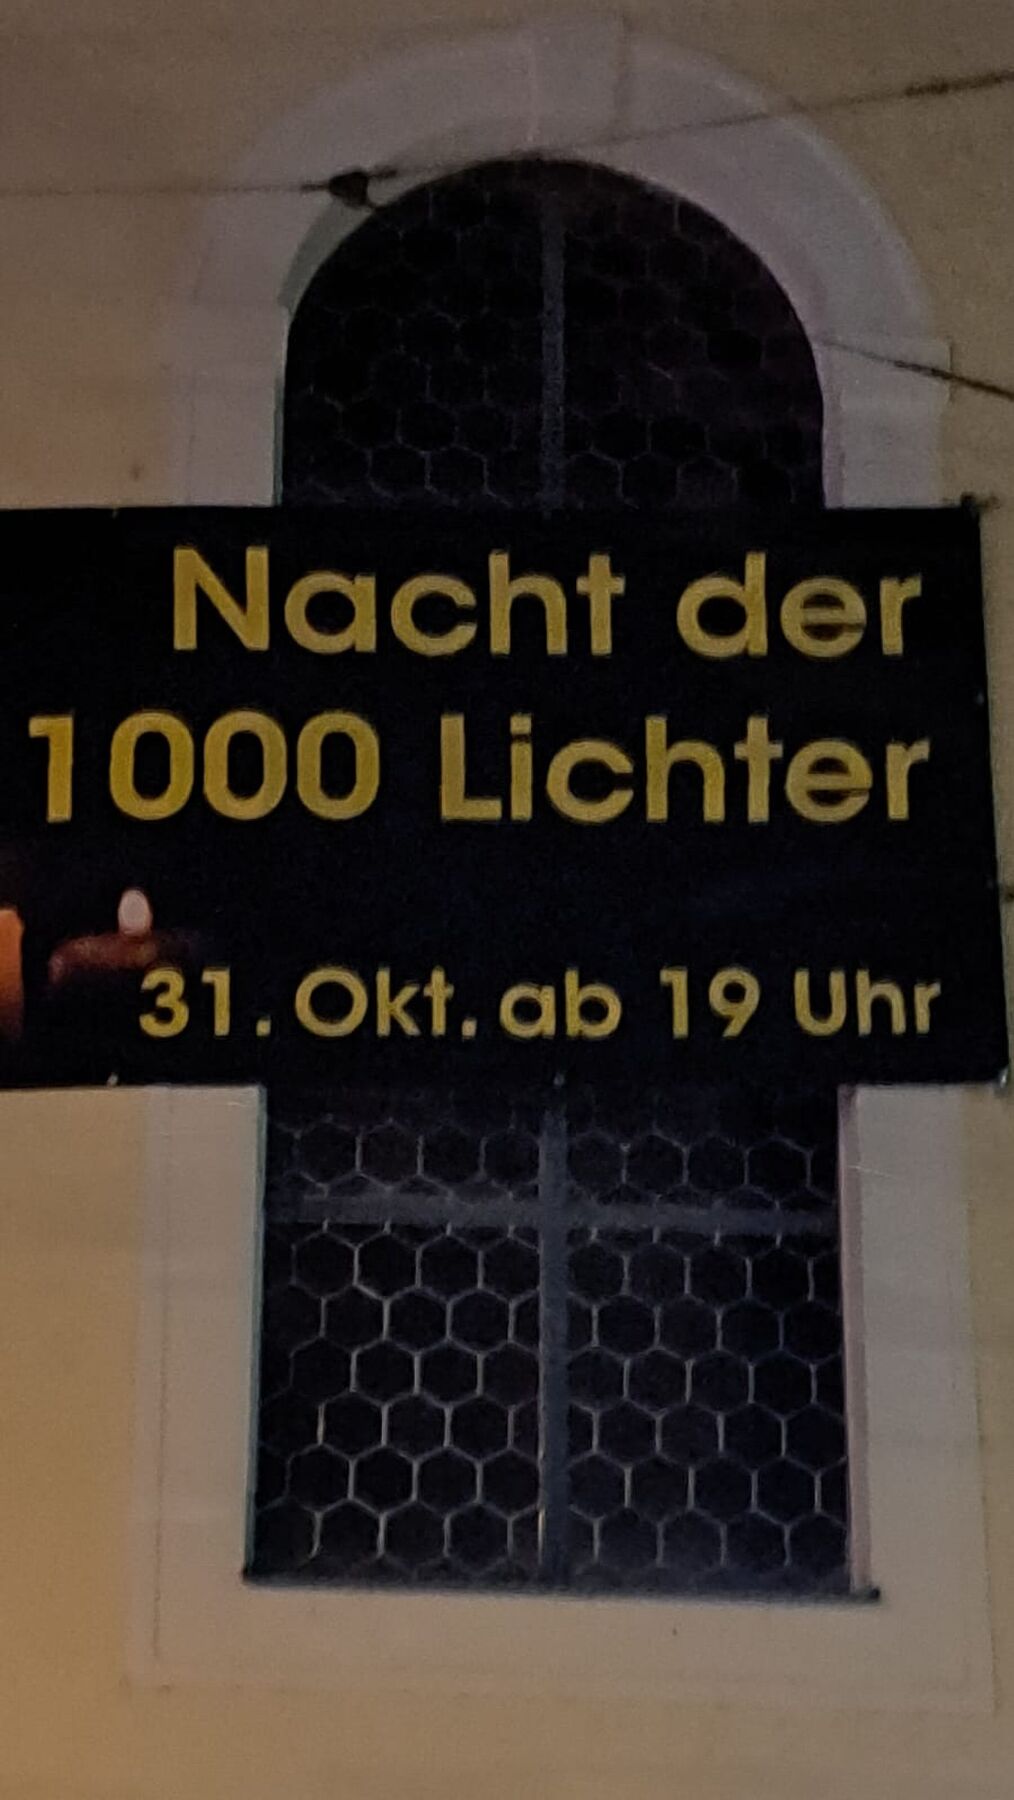 Nacht der
1000 Lichter
31. Okt. ab 19 Uhr